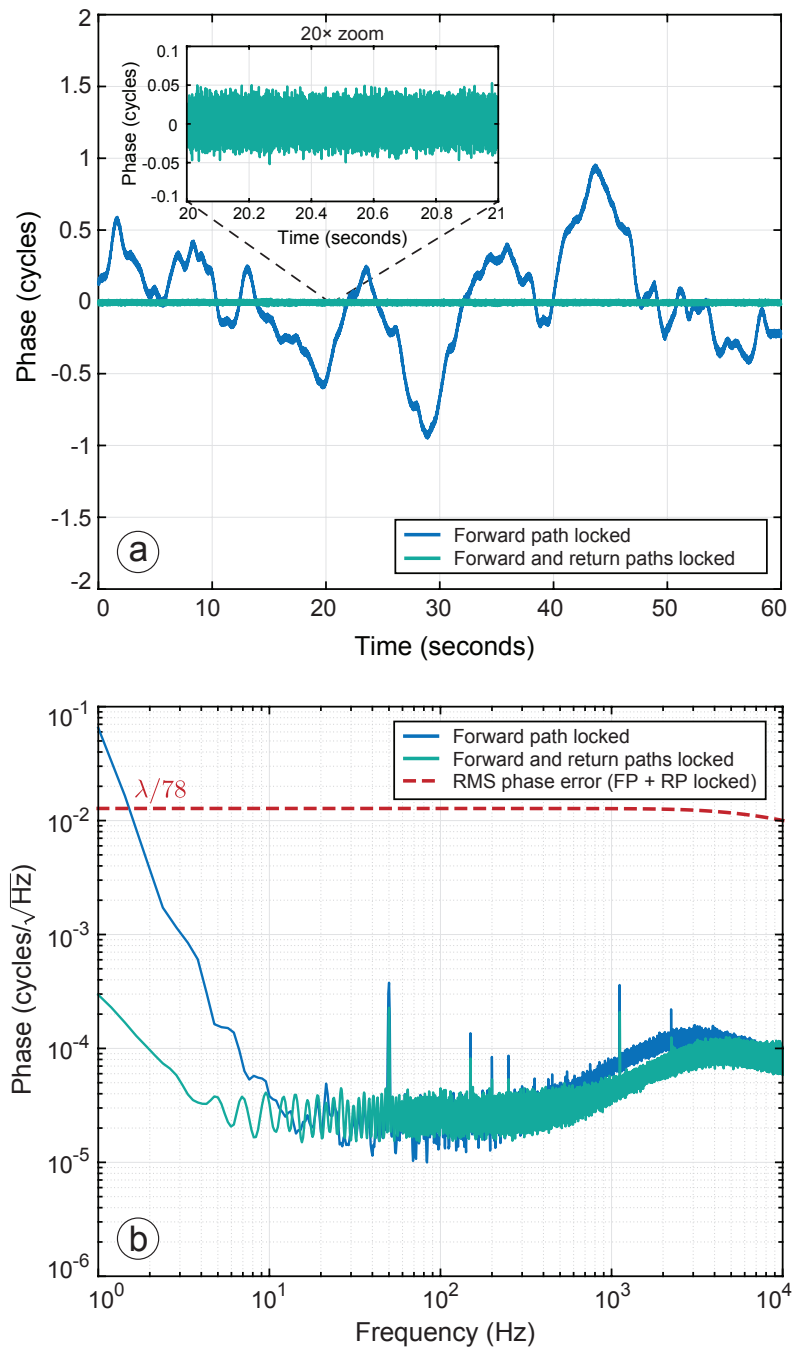 2
1
0.5
0
-0.5
-1
-1.5
-2
Phase (cycles)
20× zoom
0.1
0.05
0
-0.05
-0.1
Phase (cycles)
20 20.2 20.4 20.6 20.8 21
Time (seconds)
a
Forward path locked
Forward and return paths locked
0 10 20 30 40 50 60
Time (seconds)
10^-1
10^-2
10^-3
10^-4
10^-5
10^-6
Phase (cycles/√Hz)
λ/78
Forward path locked
Forward and return paths locked
RMS phase error (FP + RP locked)
b
10^0 10^1 10^2 10^3 10^4
Frequency (Hz)